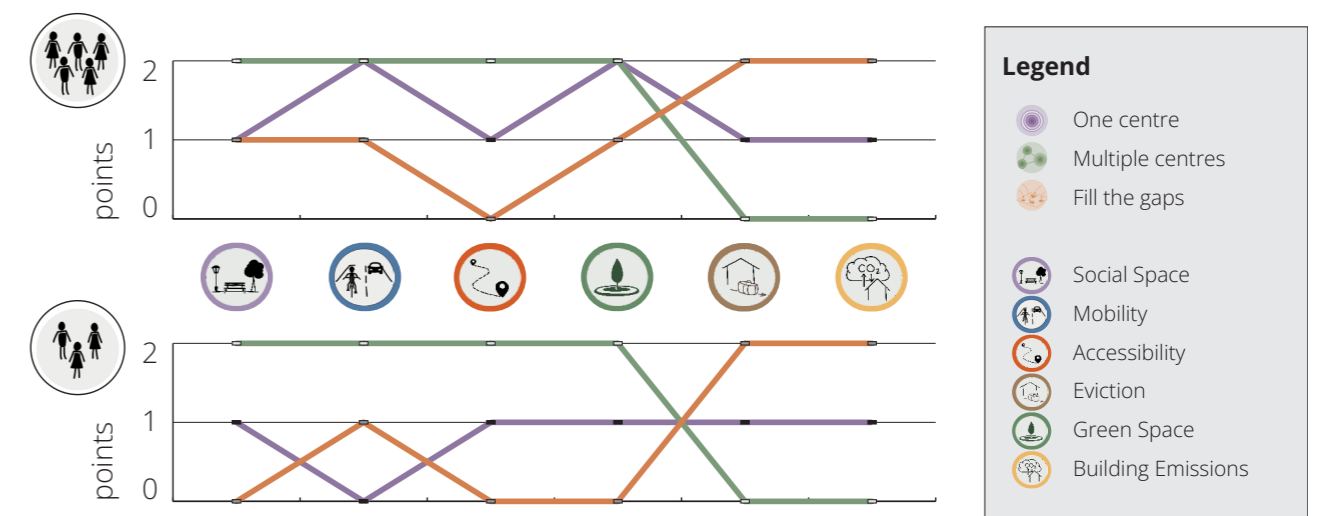 2
1
0
points
CO₂
2
1
0
points
Legend
One centre
Multiple centres
Fill the gaps
Social Space
Mobility
Accessibility
Eviction
Green Space
Building Emissions